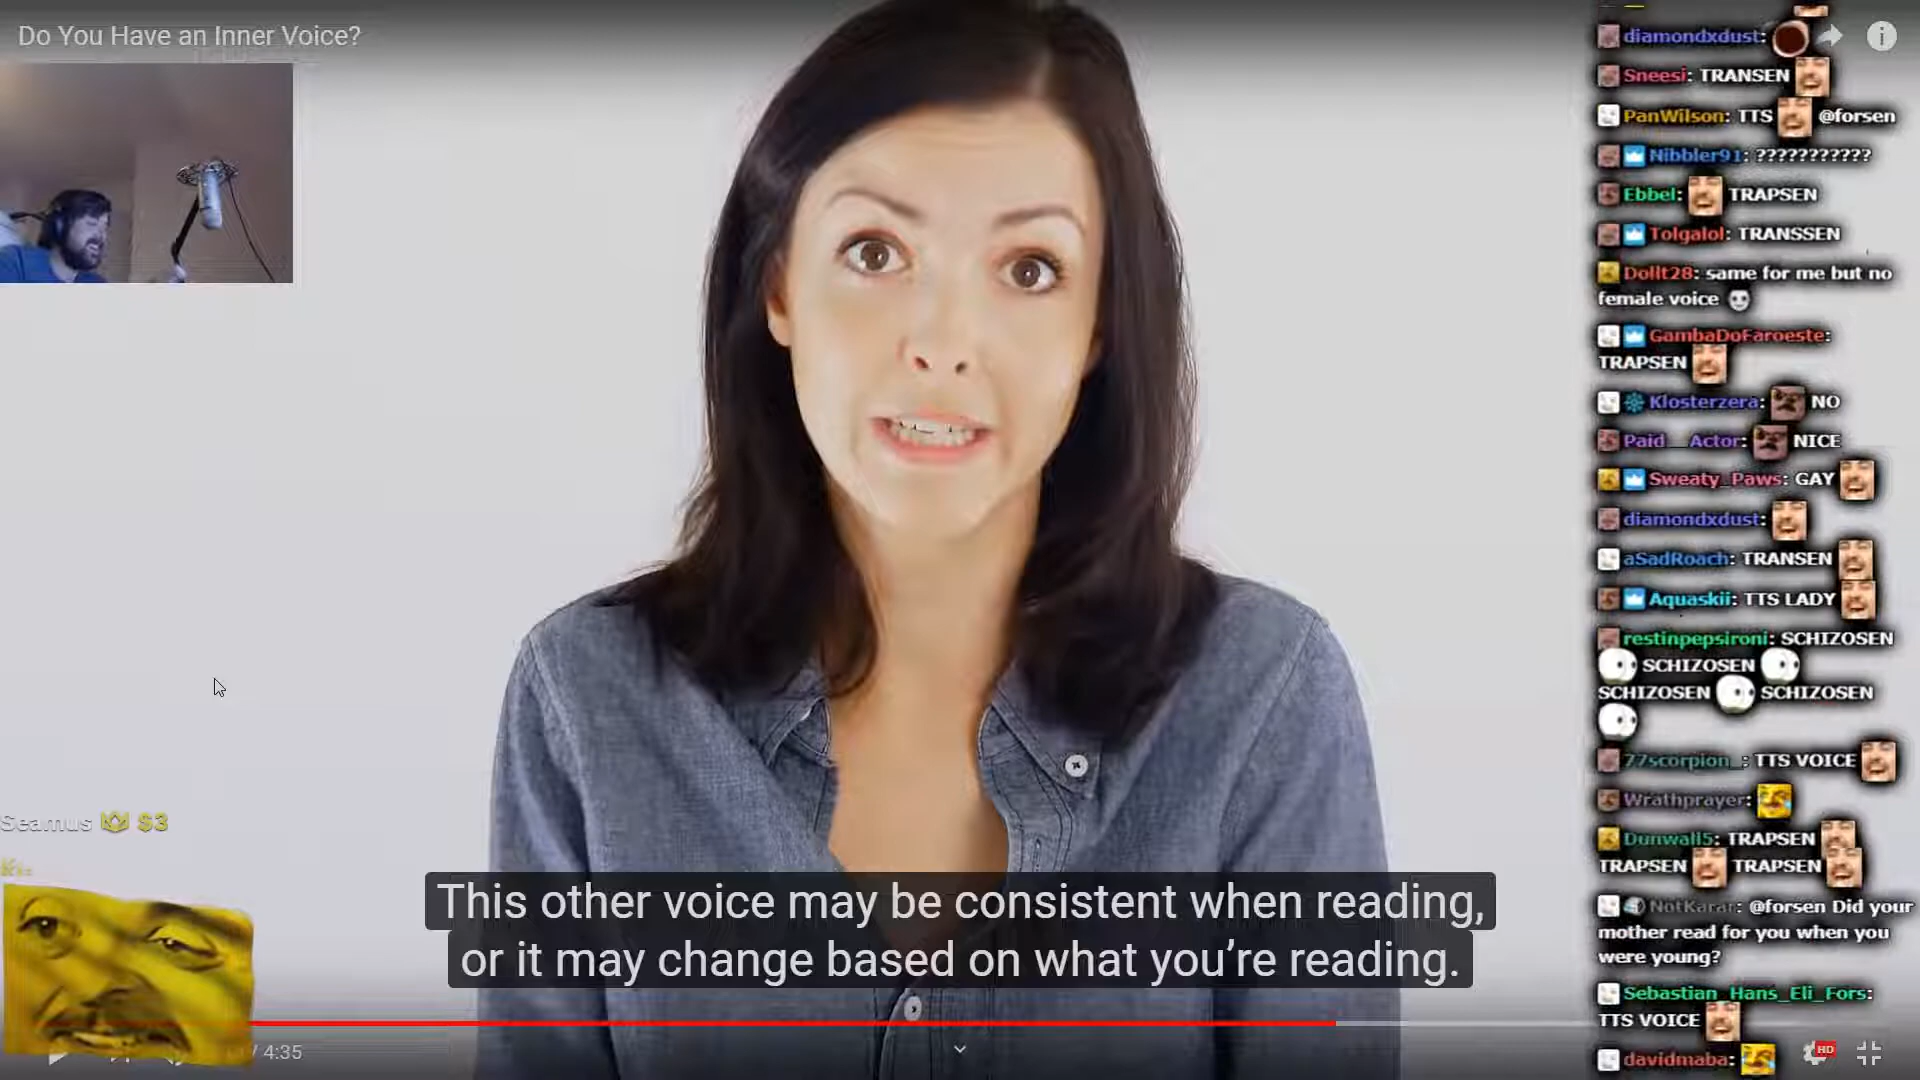 Do You Have an Inner Voice?
diamondxdust:
Sneesi: TRANSEN
PanWilson: TTS @forsen
Nibbler91: ???????????
Ebbel: TRAPSEN
Tolgalol: TRANSSEN
Dollt28: same for me but no
female voice
GambaDoFaroeste:
TRAPSEN
Klosterzera: NO
Paid__Actor: NICE
Sweaty_Paws: GAY
diamondxdust:
aSadRoach: TRANSEN
Aquaskii: TTS LADY
restinpepsironi: SCHIZOSEN
SCHIZOSEN
SCHIZOSEN SCHIZOSEN
77scorpion_: TTS VOICE
Wrathprayer:
Dunwall5: TRAPSEN
TRAPSEN TRAPSEN
NotKarar: @forsen Did your
mother read for you when you
were young?
Sebastian_Hans_Eli_Fors:
TTS VOICE
davidmaba:
Seamus $3
This other voice may be consistent when reading,
or it may change based on what you're reading.
/ 4:35
HD